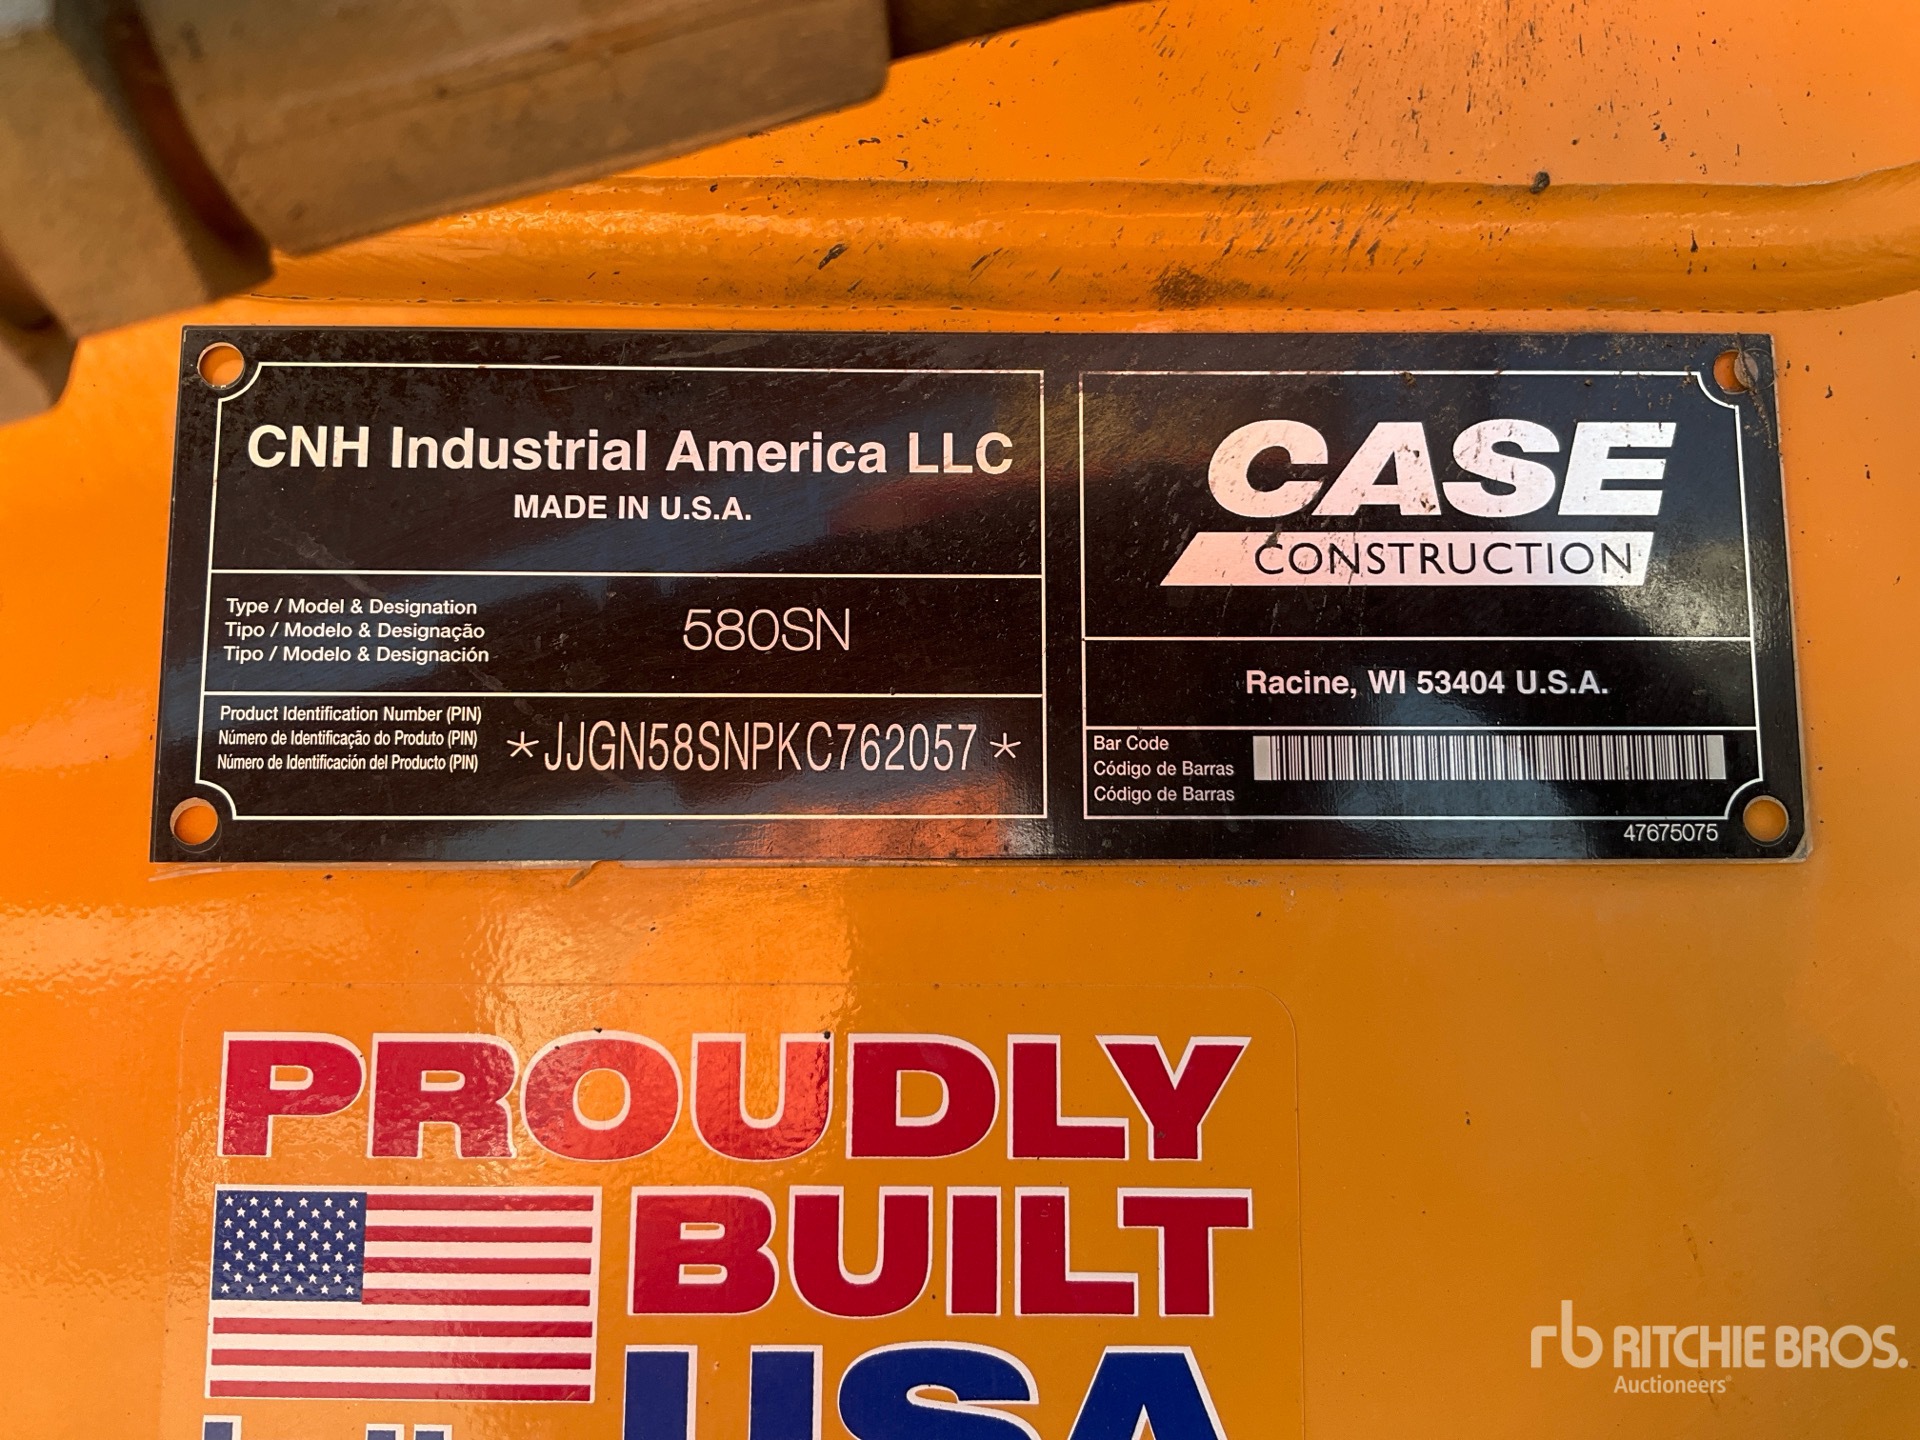 CNH Industrial America LLC
MADE IN U.S.A.
Type / Model & Designation
Tipo / Modelo & Designação
Tipo / Modelo & Designación
580SN
Product Identification Number (PIN)
Número de Identificação do Produto (PIN)
Número de Identificación del Producto (PIN)
*JJGN58SNPKC762057*
CASE
CONSTRUCTION
Racine, WI 53404 U.S.A.
Bar Code
Código de Barras
Código de Barras
47675075
PROUDLY
BUILT
USA
rb RITCHIE BROS.
Auctioneers